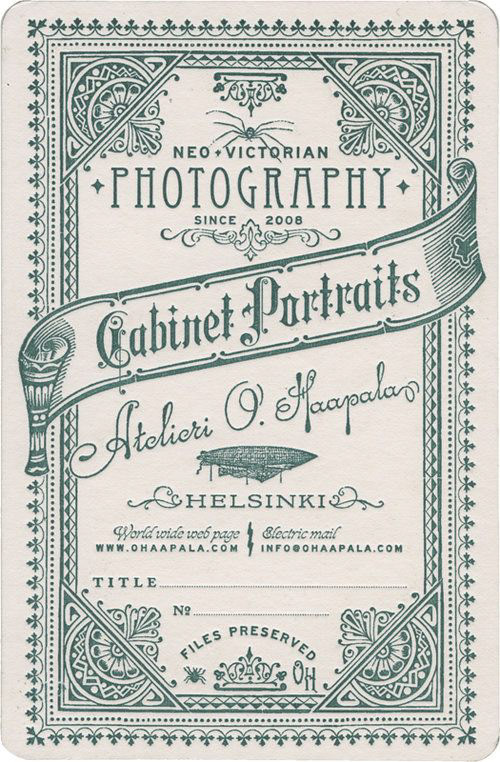 NEO + VICTORIAN
PHOTOGRAPHY
SINCE 2008
Cabinet Portraits
Atelieri O. Haapala
HELSINKI
World wide web page Electric mail
WWW.OHAAPALA.COM INFO@OHAAPALA.COM
TITLE
№
FILES PRESERVED
OH